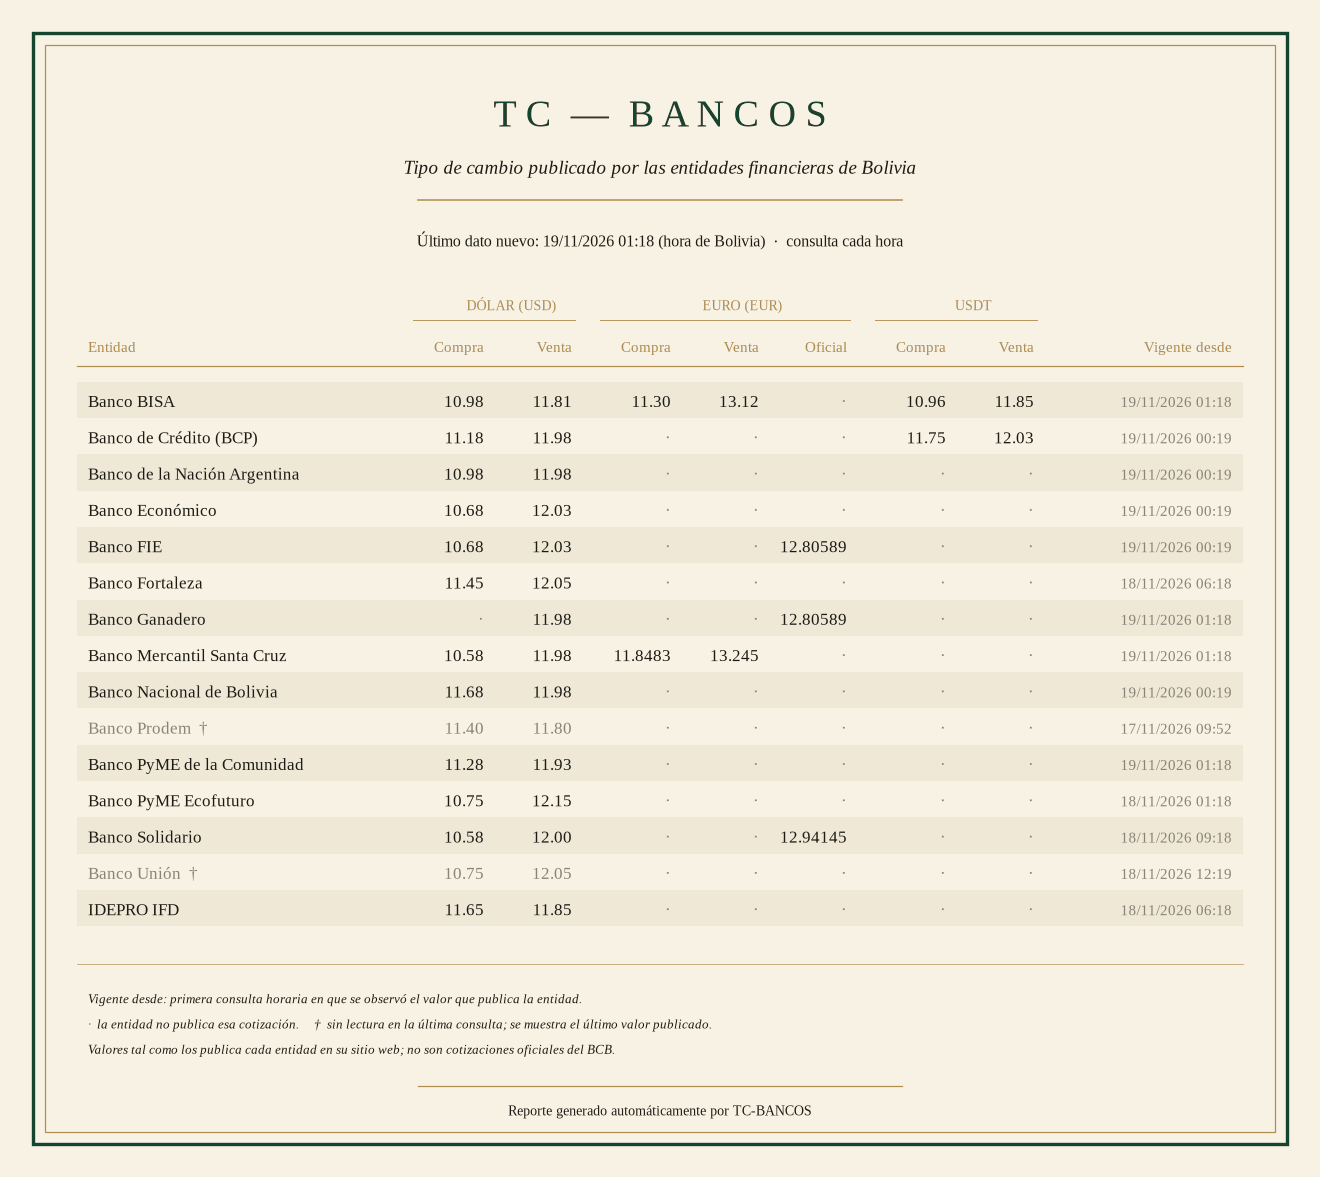 TC — BANCOS
Tipo de cambio publicado por las entidades financieras de Bolivia
Último dato nuevo: 19/11/2026 01:18 (hora de Bolivia) · consulta cada hora
DÓLAR (USD) EURO (EUR) USDT
Entidad Compra Venta Compra Venta Oficial Compra Venta Vigente desde
Banco BISA 10.98 11.81 11.30 13.12 · 10.96 11.85 19/11/2026 01:18
Banco de Crédito (BCP) 11.18 11.98 · · · 11.75 12.03 19/11/2026 00:19
Banco de la Nación Argentina 10.98 11.98 · · · · · 19/11/2026 00:19
Banco Económico 10.68 12.03 · · · · · 19/11/2026 00:19
Banco FIE 10.68 12.03 · · 12.80589 · · 19/11/2026 00:19
Banco Fortaleza 11.45 12.05 · · · · · 18/11/2026 06:18
Banco Ganadero · 11.98 · · 12.80589 · · 19/11/2026 01:18
Banco Mercantil Santa Cruz 10.58 11.98 11.8483 13.245 · · · 19/11/2026 01:18
Banco Nacional de Bolivia 11.68 11.98 · · · · · 19/11/2026 00:19
Banco Prodem † 11.40 11.80 · · · · · 17/11/2026 09:52
Banco PyME de la Comunidad 11.28 11.93 · · · · · 19/11/2026 01:18
Banco PyME Ecofuturo 10.75 12.15 · · · · · 18/11/2026 01:18
Banco Solidario 10.58 12.00 · · 12.94145 · · 18/11/2026 09:18
Banco Unión † 10.75 12.05 · · · · · 18/11/2026 12:19
IDEPRO IFD 11.65 11.85 · · · · · 18/11/2026 06:18
Vigente desde: primera consulta horaria en que se observó el valor que publica la entidad.
· la entidad no publica esa cotización. † sin lectura en la última consulta; se muestra el último valor publicado.
Valores tal como los publica cada entidad en su sitio web; no son cotizaciones oficiales del BCB.
Reporte generado automáticamente por TC-BANCOS